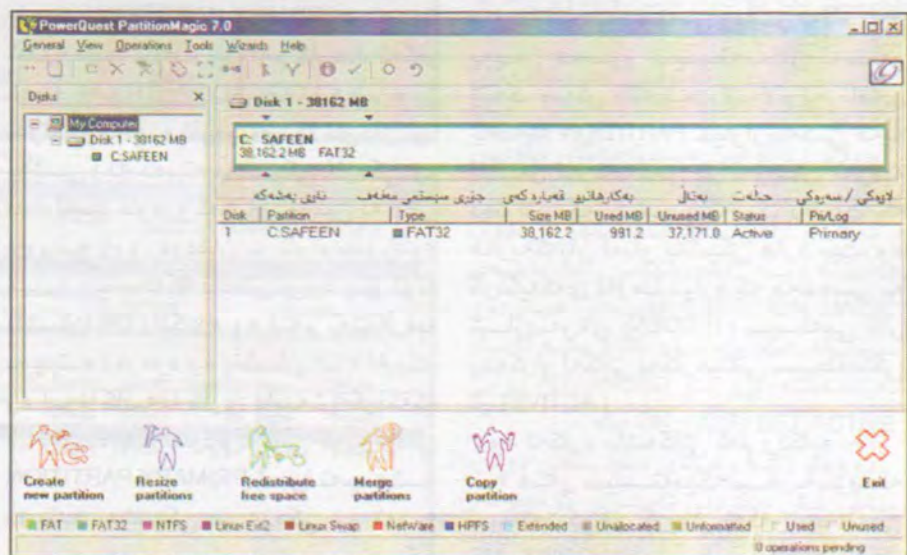 PowerQuest PartitionMagic 7.0
General View Operations Tools Wizards Help
Disks
My Computer
Disk 1 - 38162 MB
C:SAFEEN
Disk 1 - 38162 MB
C: SAFEEN
38,162.2 MB FAT32
ناوی بەشەکە جۆری سیستمی مەلەف قەبارە کەی بەکارهاتوو بەتاڵ حاڵەت لاوەکی / سەرەکی
Disk Partition Type Size MB Used MB Unused MB Status Pri/Log
1 C:SAFEEN FAT32 38,162.2 991.2 37,171.0 Active Primary
Create new partition
Resize partitions
Redistribute free space
Merge partitions
Copy partition
Exit
FAT FAT32 NTFS Linux Ext2 Linux Swap NetWare HPFS Extended Unallocated Unformatted Used Unused
0 operations pending